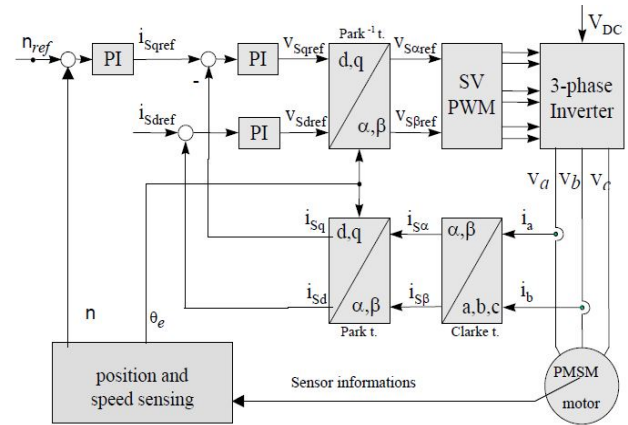 Park⁻¹ t.
V_DC
n_ref
i_Sqref
v_Sqref
v_Sαref
PI
PI
d,q
SV
PWM
3-phase
Inverter
-
i_Sdref
v_Sdref
v_Sβref
PI
α,β
V_a V_b V_c
i_Sq
d,q
i_Sα
α,β
i_a
i_Sd
α,β
i_Sβ
a,b,c
i_b
n
θ_e
Park t.
Clarke t.
position and
speed sensing
Sensor informations
PMSM
motor